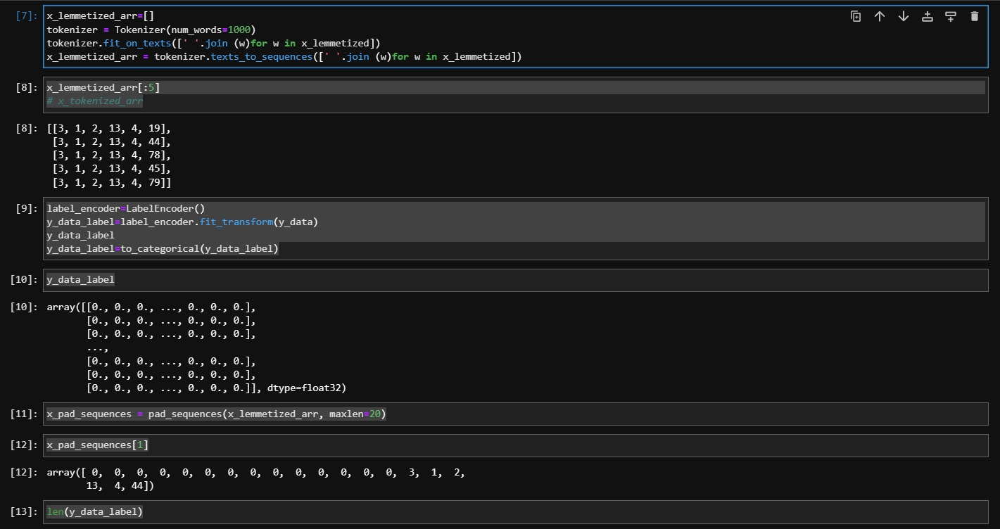 [7]: x_lemmetized_arr=[]
tokenizer = Tokenizer(num_words=1000)
tokenizer.fit_on_texts([' '.join (w)for w in x_lemmetized])
x_lemmetized_arr = tokenizer.texts_to_sequences([' '.join (w)for w in x_lemmetized])
[8]: x_lemmetized_arr[:5]
# x_tokenized_arr
[8]: [[3, 1, 2, 13, 4, 19],
[3, 1, 2, 13, 4, 44],
[3, 1, 2, 13, 4, 78],
[3, 1, 2, 13, 4, 45],
[3, 1, 2, 13, 4, 79]]
[9]: label_encoder=LabelEncoder()
y_data_label=label_encoder.fit_transform(y_data)
y_data_label
y_data_label=to_categorical(y_data_label)
[10]: y_data_label
[10]: array([[0., 0., 0., ..., 0., 0., 0.],
[0., 0., 0., ..., 0., 0., 0.],
[0., 0., 0., ..., 0., 0., 0.],
...,
[0., 0., 0., ..., 0., 0., 0.],
[0., 0., 0., ..., 0., 0., 0.],
[0., 0., 0., ..., 0., 0., 0.]], dtype=float32)
[11]: x_pad_sequences = pad_sequences(x_lemmetized_arr, maxlen=20)
[12]: x_pad_sequences[1]
[12]: array([ 0, 0, 0, 0, 0, 0, 0, 0, 0, 0, 0, 0, 0, 0, 3, 1, 2,
13, 4, 44])
[13]: len(y_data_label)